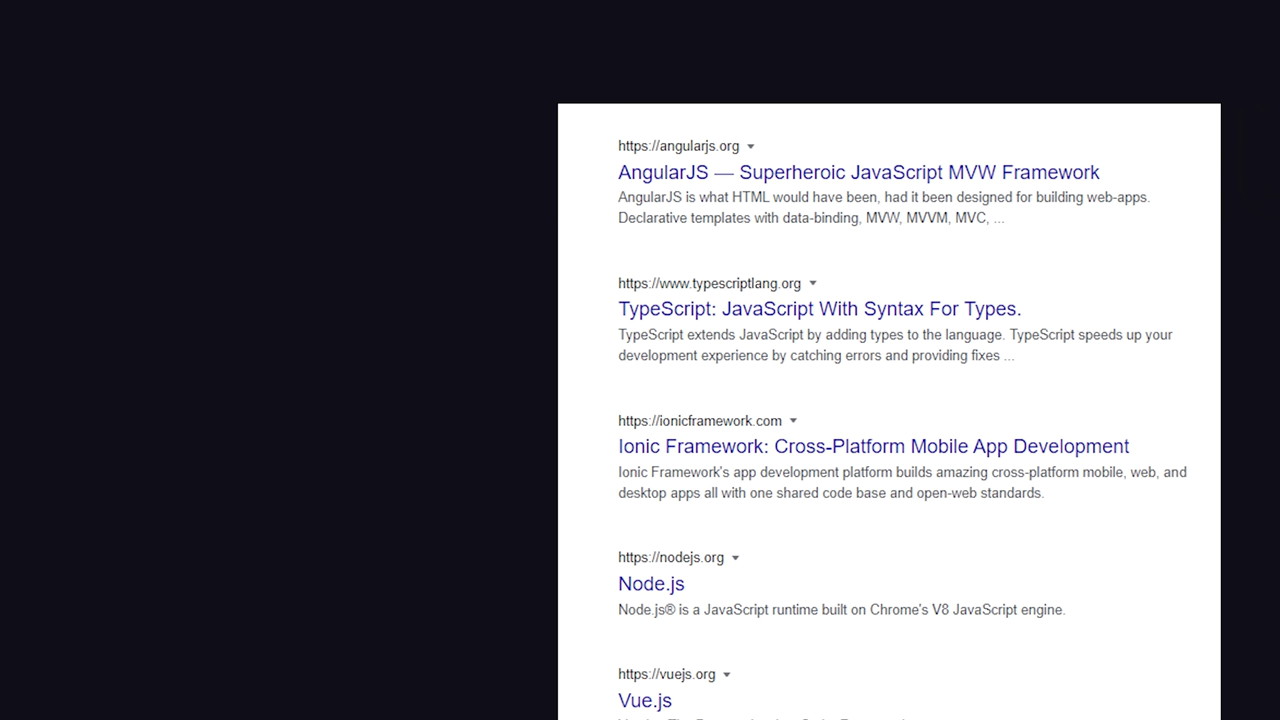 https://angularjs.org
AngularJS — Superheroic JavaScript MVW Framework
AngularJS is what HTML would have been, had it been designed for building web-apps.
Declarative templates with data-binding, MVW, MVVM, MVC, ...
https://www.typescriptlang.org
TypeScript: JavaScript With Syntax For Types.
TypeScript extends JavaScript by adding types to the language. TypeScript speeds up your
development experience by catching errors and providing fixes ...
https://ionicframework.com
Ionic Framework: Cross-Platform Mobile App Development
Ionic Framework's app development platform builds amazing cross-platform mobile, web, and
desktop apps all with one shared code base and open-web standards.
https://nodejs.org
Node.js
Node.js® is a JavaScript runtime built on Chrome's V8 JavaScript engine.
https://vuejs.org
Vue.js